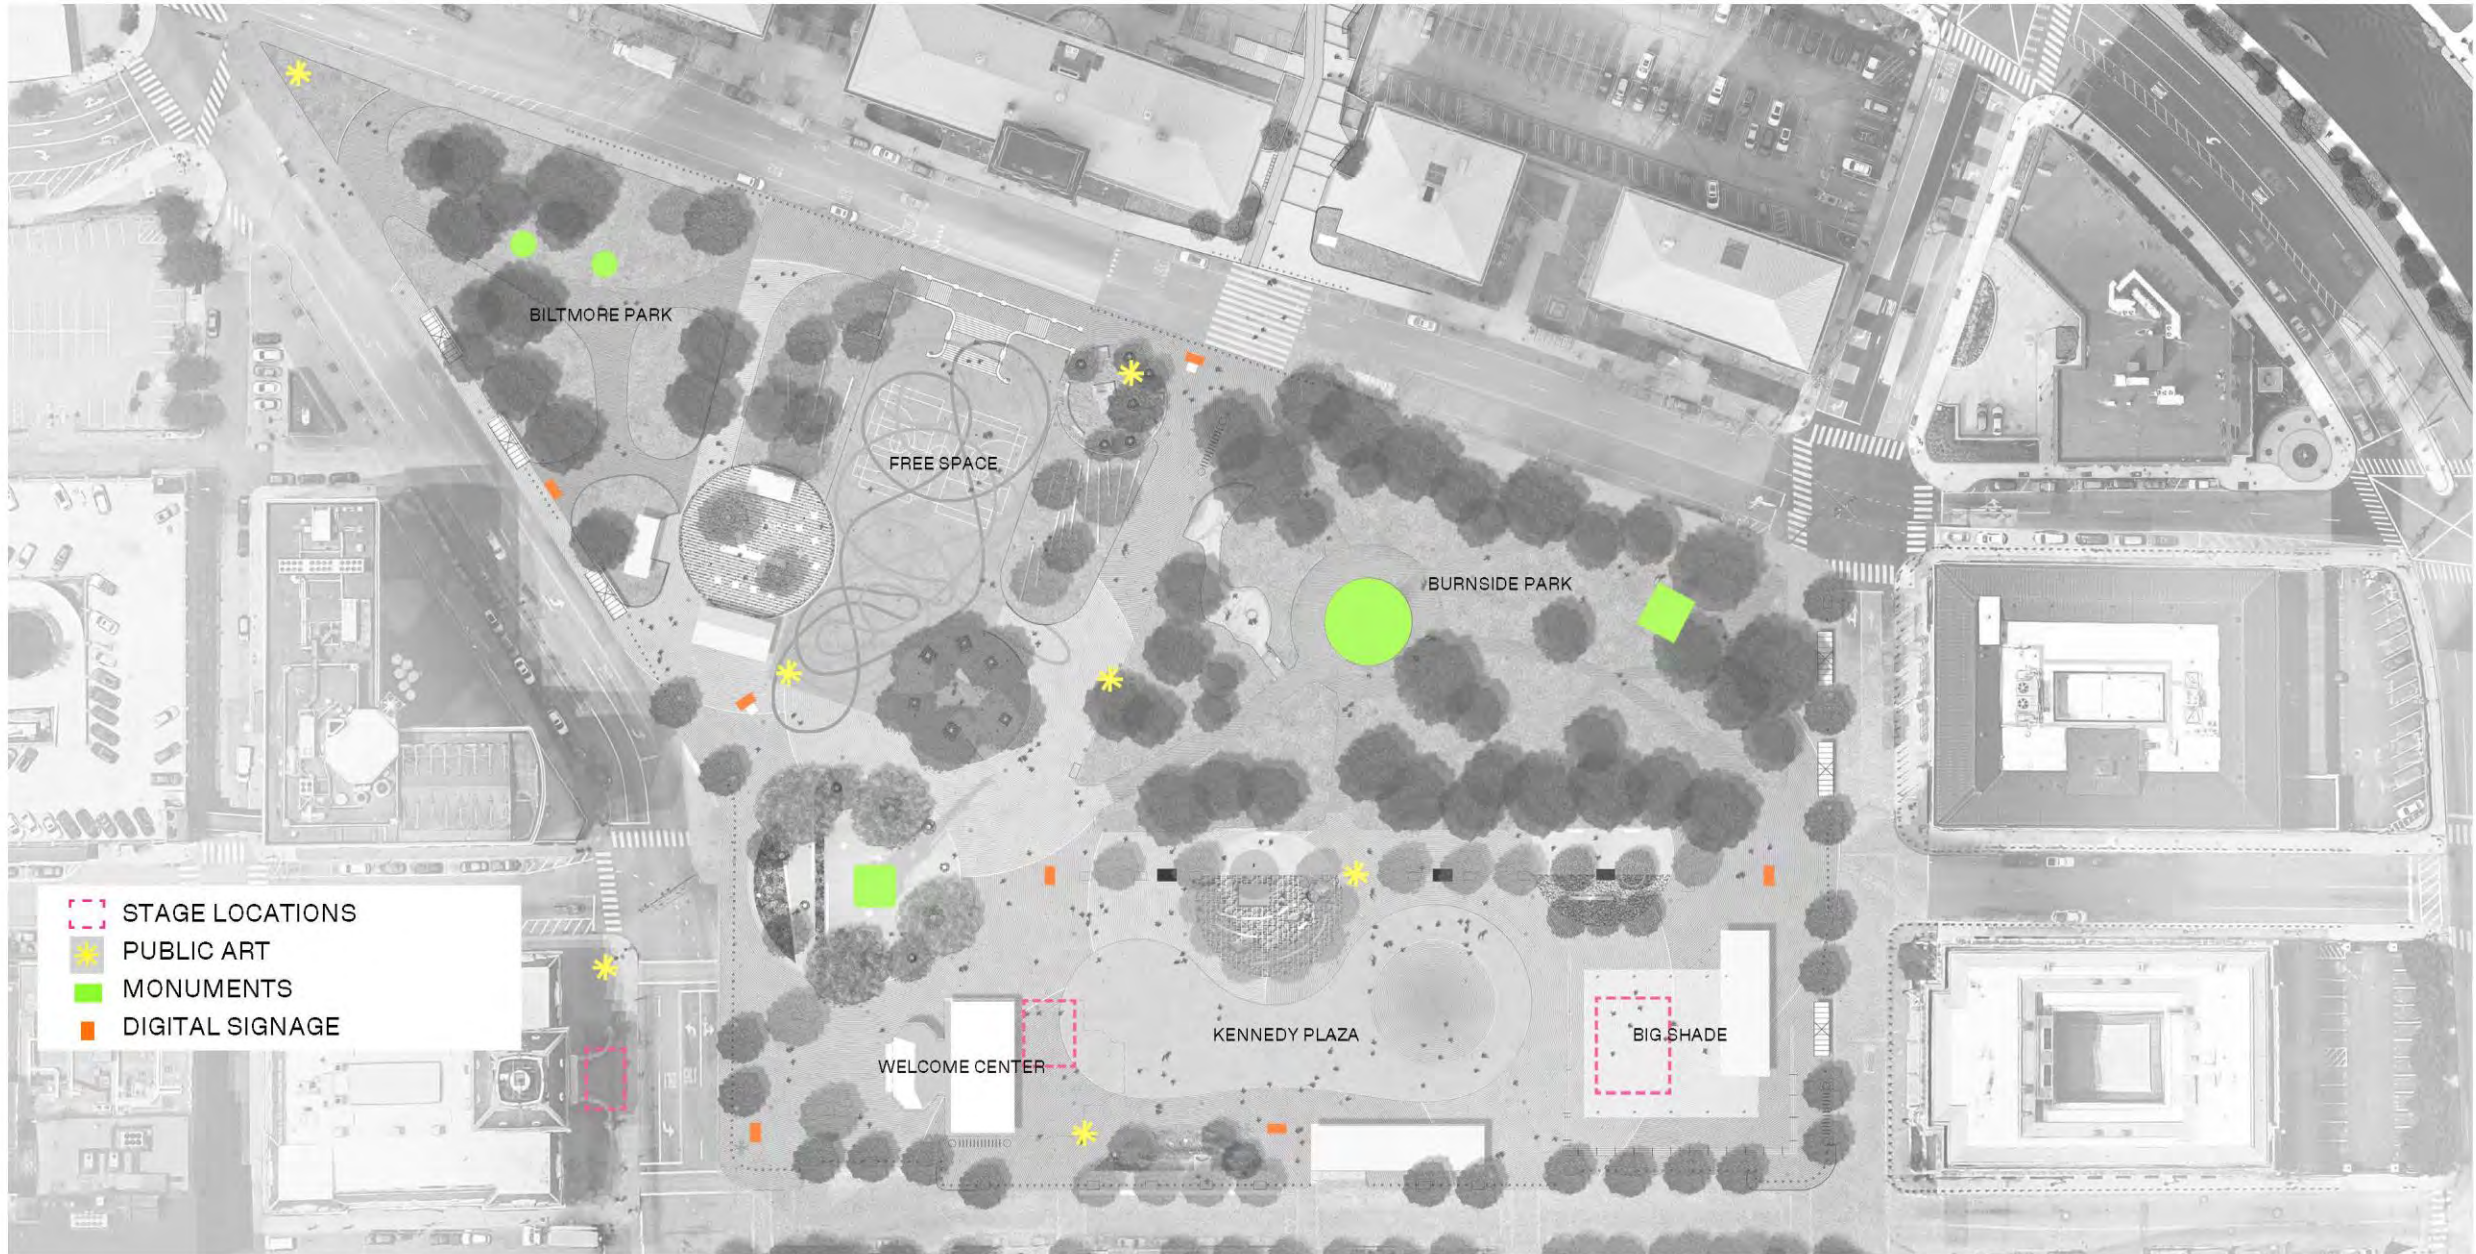 BILTMORE PARK
FREE SPACE
BURNSIDE PARK
STAGE LOCATIONS
PUBLIC ART
MONUMENTS
DIGITAL SIGNAGE
WELCOME CENTER
KENNEDY PLAZA
BIG SHADE